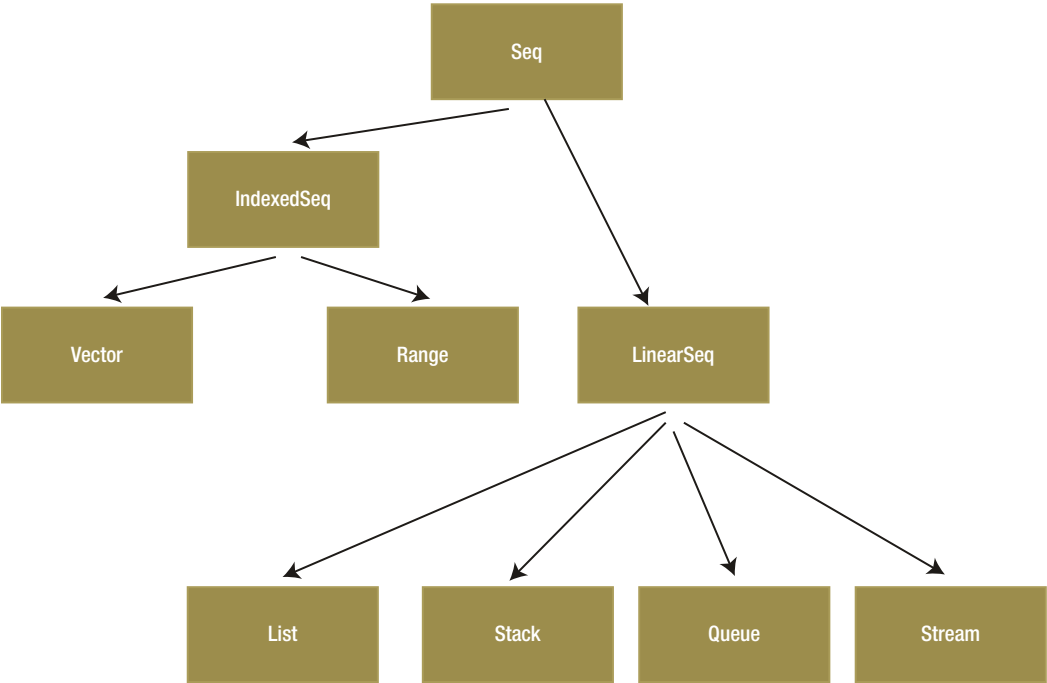 Seq
IndexedSeq
Vector
Range
LinearSeq
List
Stack
Queue
Stream